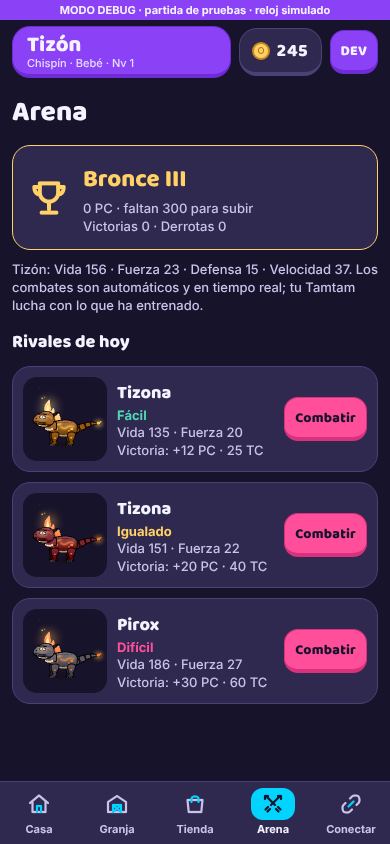 MODO DEBUG · partida de pruebas · reloj simulado
Tizón
Chispín · Bebé · Nv 1
245
DEV
Arena
Bronce III
0 PC · faltan 300 para subir
Victorias 0 · Derrotas 0
Tizón: Vida 156 · Fuerza 23 · Defensa 15 · Velocidad 37. Los
combates son automáticos y en tiempo real; tu Tamtam
lucha con lo que ha entrenado.
Rivales de hoy
Tizona
Fácil
Vida 135 · Fuerza 20
Victoria: +12 PC · 25 TC
Combatir
Tizona
Igualado
Vida 151 · Fuerza 22
Victoria: +20 PC · 40 TC
Combatir
Pirox
Difícil
Vida 186 · Fuerza 27
Victoria: +30 PC · 60 TC
Combatir
Casa
Granja
Tienda
Arena
Conectar